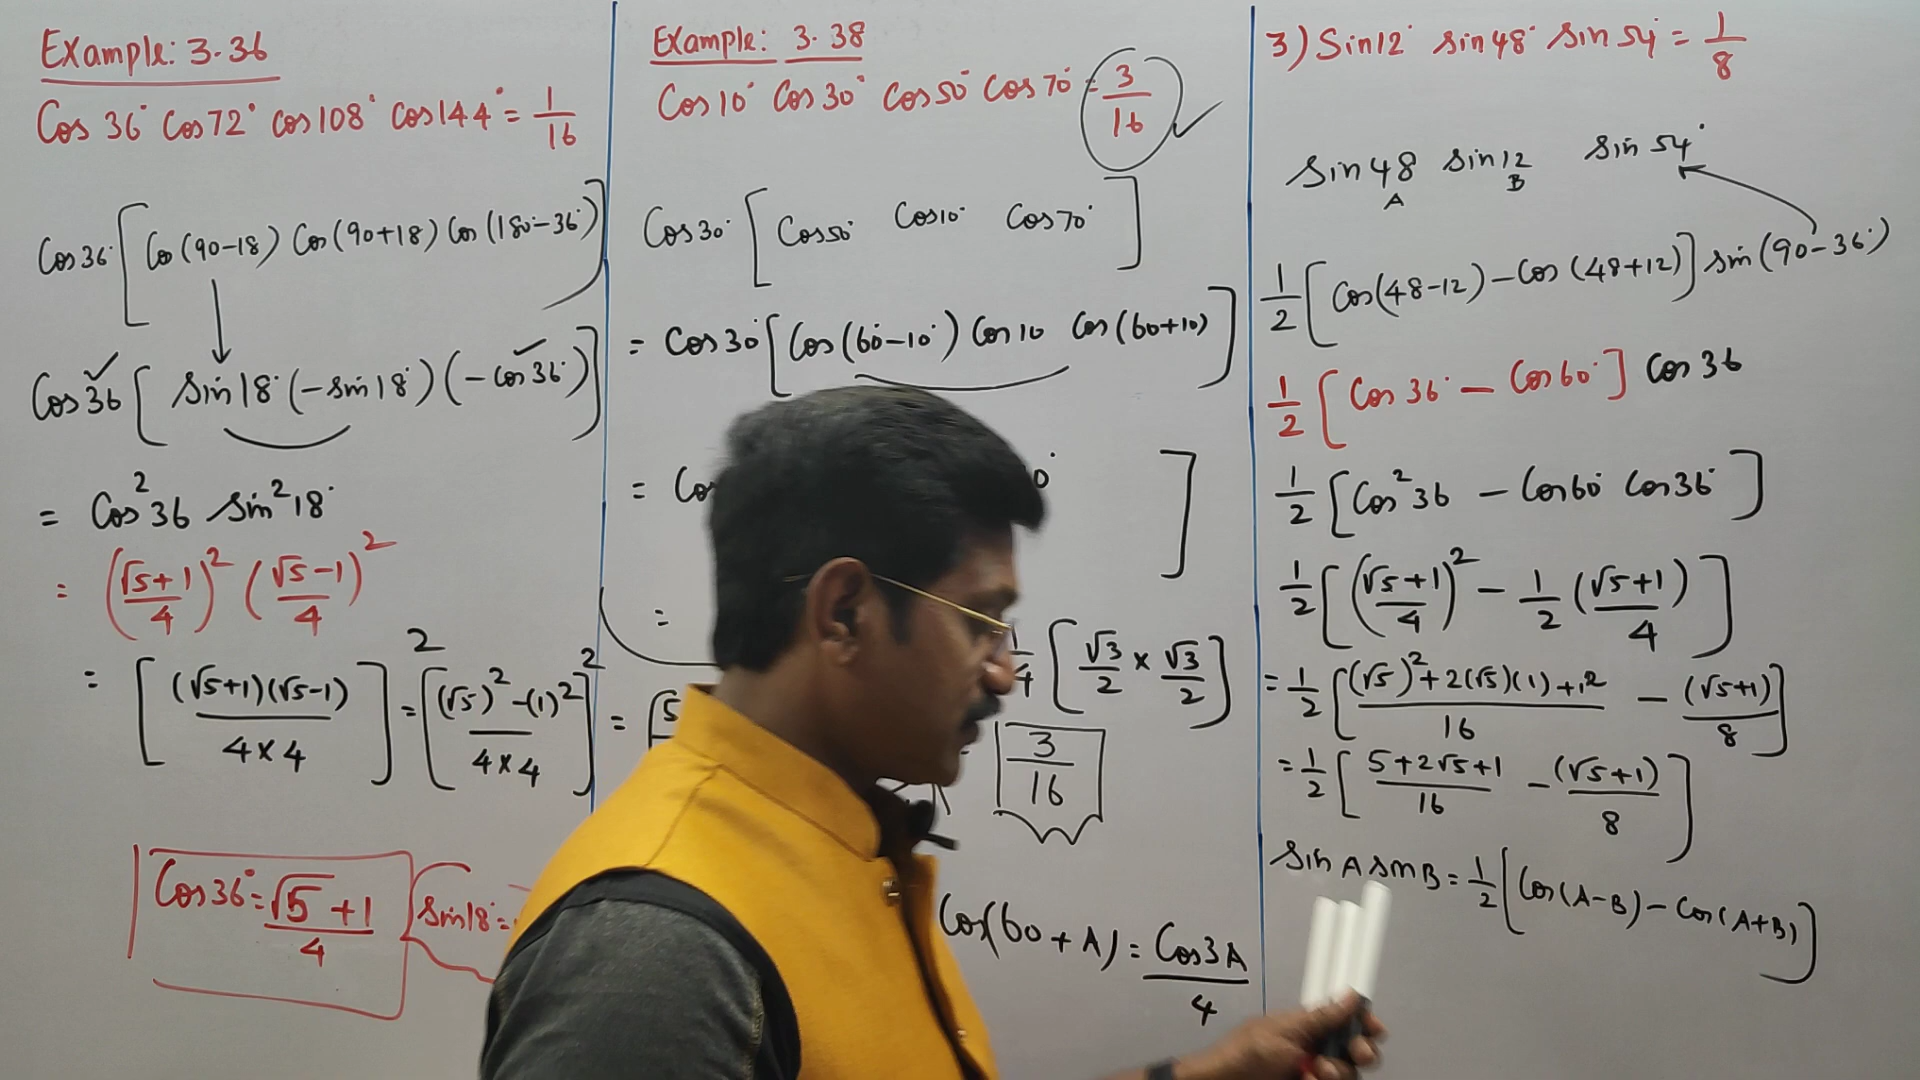 Example: 3.36
Cos 36° Cos 72° cos 108° cos 144° = 1/16
Cos 36° [ Cos (90-18) Cos (90+18) Cos (180-36°) ]
Cos 36 [ Sin 18° (-sin 18°) (-cos 36°) ]
= Cos² 36 Sin² 18°
= ((√5+1)/4)² ((√5-1)/4)²
= [ (√5+1)(√5-1) / 4×4 ]² = [ (√5)² - (1)² / 4×4 ]² = [ 5
Cos 36° = (√5+1)/4
Sin 18° =
Example: 3.38
Cos 10° Cos 30° Cos 50° Cos 70° = 3/16
Cos 30° [ Cos 50° Cos 10° Cos 70° ]
= Cos 30° [ Cos (60°-10°) Cos 10 Cos (60+10) ]
= Cos 0° ]
=
/4 [ √3/2 × √3/2 ]
3/16
Cos(60+A) = Cos 3A / 4
3) Sin 12° sin 48° sin 54° = 1/8
Sin 48 Sin 12 Sin 54°
A B
1/2 [ Cos(48-12) - Cos (48+12) ] sin (90-36°)
1/2 [ Cos 36° - Cos 60° ] Cos 36
1/2 [ Cos² 36 - Cos 60° Cos 36° ]
1/2 [ ((√5+1)/4)² - 1/2 ((√5+1)/4) ]
= 1/2 [ (√5)² + 2(√5)(1) + 1² / 16 - (√5+1)/8 ]
= 1/2 [ 5+2√5+1 / 16 - (√5+1)/8 ]
Sin A sin B = 1/2 [ Cos (A-B) - Cos (A+B) ]